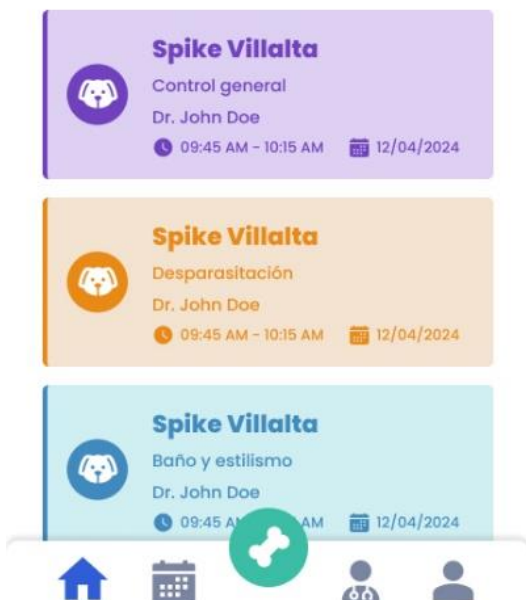 Spike Villalta
Control general
Dr. John Doe
09:45 AM - 10:15 AM 12/04/2024
Spike Villalta
Desparasitación
Dr. John Doe
09:45 AM - 10:15 AM 12/04/2024
Spike Villalta
Baño y estilismo
Dr. John Doe
09:45 AM 12/04/2024